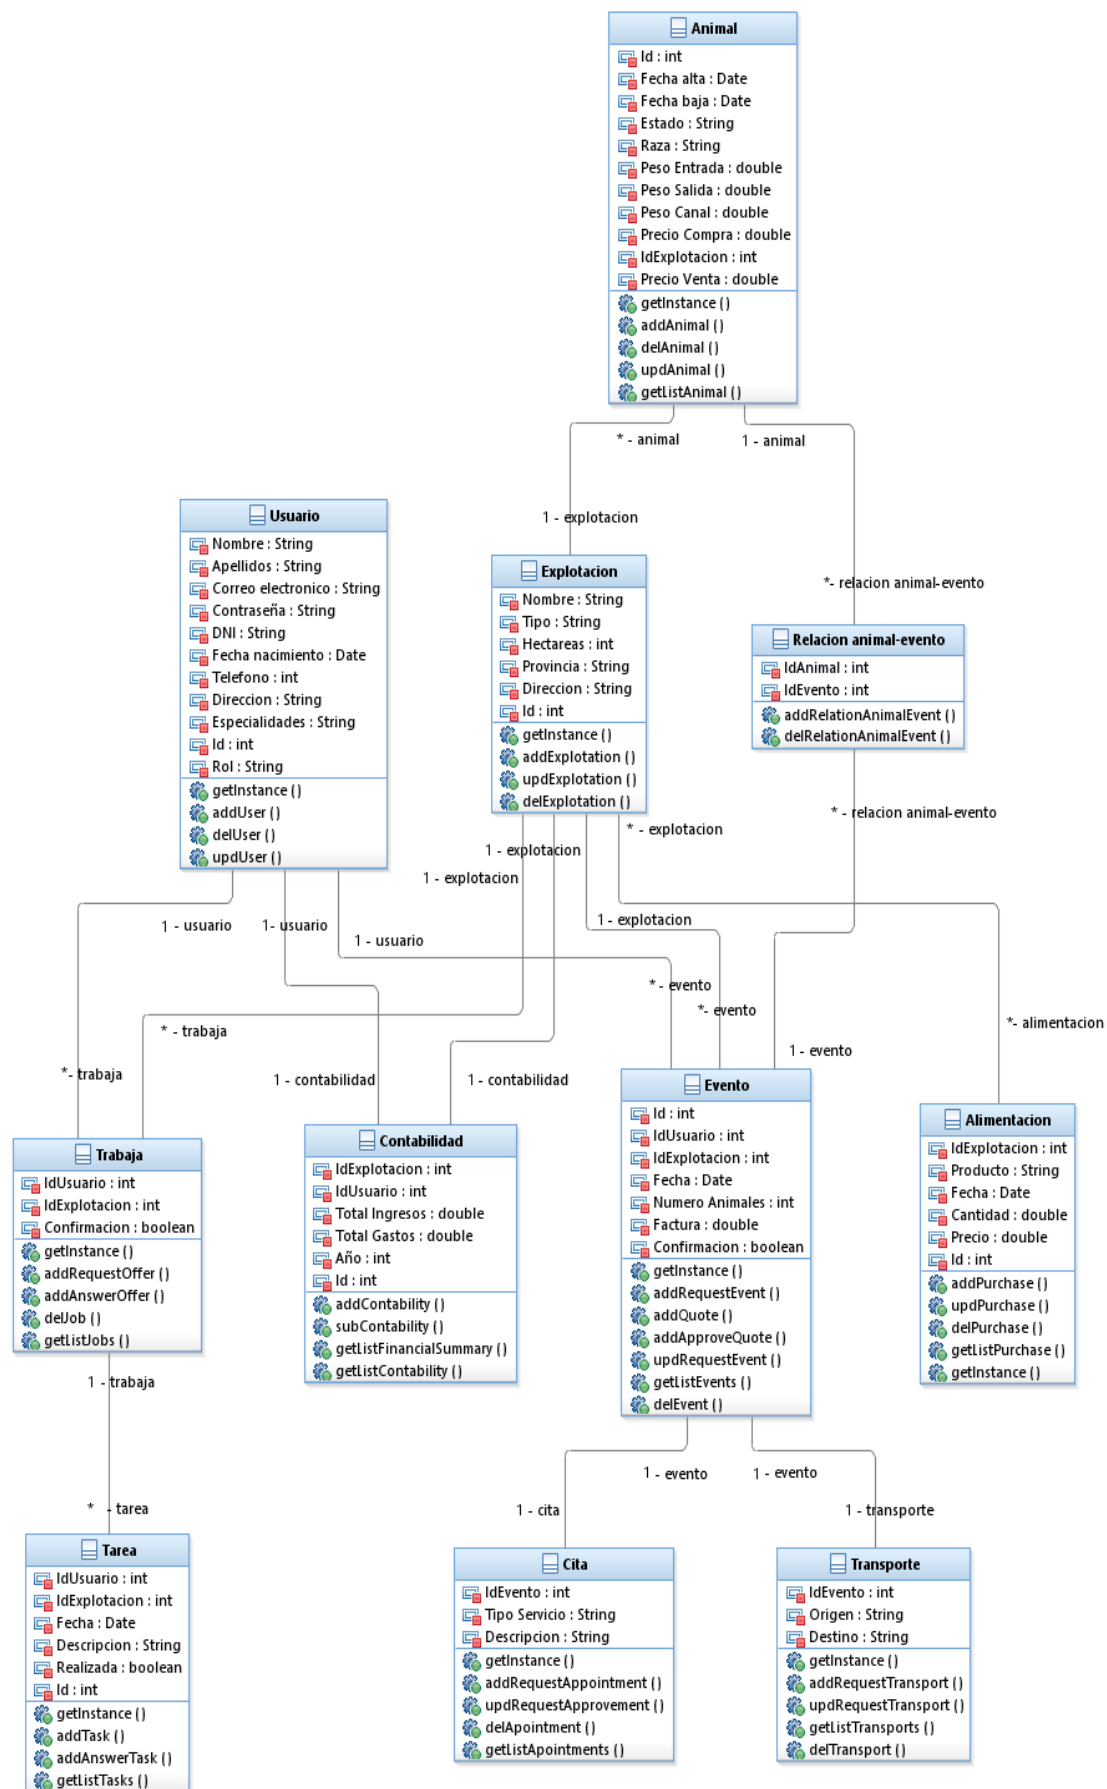 Animal
Id : int
Fecha alta : Date
Fecha baja : Date
Estado : String
Raza : String
Peso Entrada : double
Peso Salida : double
Peso Canal : double
Precio Compra : double
IdExplotacion : int
Precio Venta : double
getInstance ( )
addAnimal ( )
delAnimal ( )
updAnimal ( )
getListAnimal ( )
* - animal
1 - animal
1 - explotacion
*- relacion animal-evento
Usuario
Nombre : String
Apellidos : String
Correo electronico : String
Contraseña : String
DNI : String
Fecha nacimiento : Date
Telefono : int
Direccion : String
Especialidades : String
Id : int
Rol : String
getInstance ( )
addUser ( )
delUser ( )
updUser ( )
Explotacion
Nombre : String
Tipo : String
Hectareas : int
Provincia : String
Direccion : String
Id : int
getInstance ( )
addExplotation ( )
updExplotation ( )
delExplotation ( )
Relacion animal-evento
IdAnimal : int
IdEvento : int
addRelationAnimalEvent ( )
delRelationAnimalEvent ( )
* - relacion animal-evento
* - explotacion
1 - explotacion
1 - explotacion
1 - explotacion
1 - usuario
1 - usuario
1 - usuario
*- evento
*- evento
* - trabaja
*- alimentacion
1 - evento
*- trabaja
1 - contabilidad
1 - contabilidad
Trabaja
IdUsuario : int
IdExplotacion : int
Confirmacion : boolean
getInstance ( )
addRequestOffer ( )
addAnswerOffer ( )
delJob ( )
getListJobs ( )
Contabilidad
IdExplotacion : int
IdUsuario : int
Total Ingresos : double
Total Gastos : double
Año : int
Id : int
addContability ( )
subContability ( )
getListFinancialSummary ( )
getListContability ( )
Evento
Id : int
IdUsuario : int
IdExplotacion : int
Fecha : Date
Numero Animales : int
Factura : double
Confirmacion : boolean
getInstance ( )
addRequestEvent ( )
addQuote ( )
addApproveQuote ( )
updRequestEvent ( )
getListEvents ( )
delEvent ( )
Alimentacion
IdExplotacion : int
Producto : String
Fecha : Date
Cantidad : double
Precio : double
Id : int
addPurchase ( )
updPurchase ( )
delPurchase ( )
getListPurchase ( )
getInstance ( )
1 - trabaja
* - tarea
1 - evento
1 - evento
1 - cita
1 - transporte
Tarea
IdUsuario : int
IdExplotacion : int
Fecha : Date
Descripcion : String
Realizada : boolean
Id : int
getInstance ( )
addTask ( )
addAnswerTask ( )
getListTasks ( )
Cita
IdEvento : int
Tipo Servicio : String
Descripcion : String
getInstance ( )
addRequestAppointment ( )
updRequestApprovement ( )
delApointment ( )
getListApointments ( )
Transporte
IdEvento : int
Origen : String
Destino : String
getInstance ( )
addRequestTransport ( )
updRequestTransport ( )
getListTransports ( )
delTransport ( )